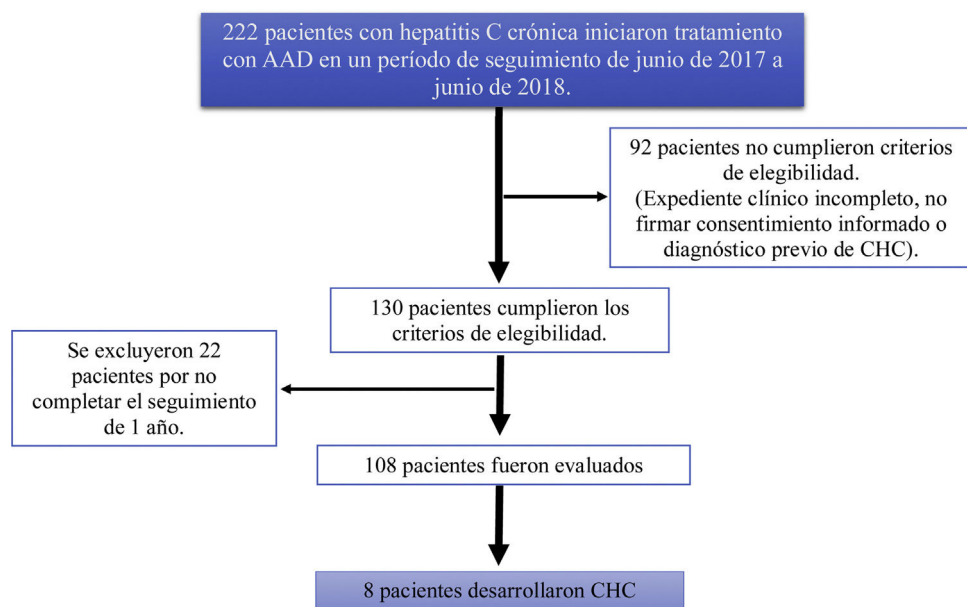 222 pacientes con hepatitis C crónica iniciaron tratamiento
con AAD en un período de seguimiento de junio de 2017 a
junio de 2018.
92 pacientes no cumplieron criterios
de elegibilidad.
(Expediente clínico incompleto, no
firmar consentimiento informado o
diagnóstico previo de CHC).
130 pacientes cumplieron los
criterios de elegibilidad.
Se excluyeron 22
pacientes por no
completar el seguimiento
de 1 año.
108 pacientes fueron evaluados
8 pacientes desarrollaron CHC